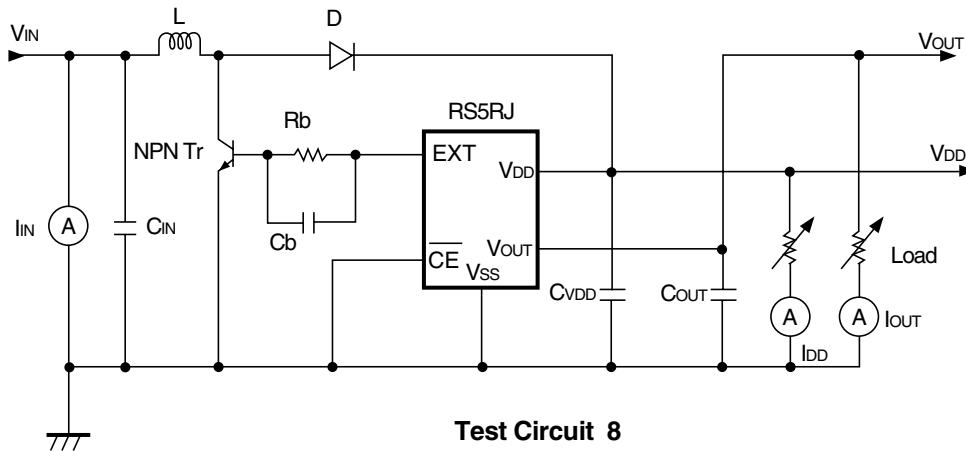 VIN
L
D
VOUT
RS5RJ
NPN Tr
Rb
EXT
VDD
VDD
IIN
A
CIN
Cb
CE
VSS
VOUT
Load
CVDD
COUT
A
A
IOUT
IDD
Test Circuit 8